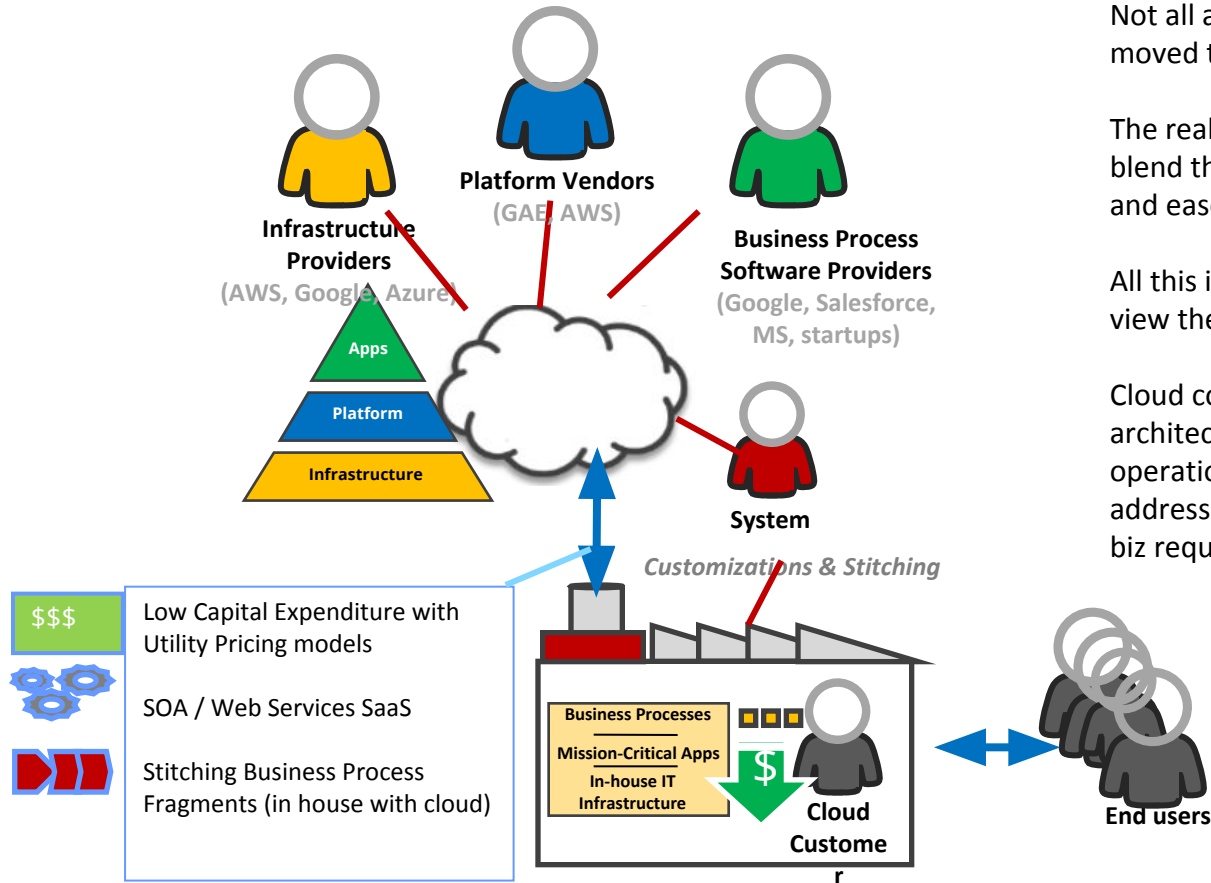 Platform Vendors
(GAE, AWS)
Infrastructure
Providers
(AWS, Google, Azure)
Business Process
Software Providers
(Google, Salesforce,
MS, startups)
Apps
Platform
Infrastructure
System
Customizations & Stitching
$$$
Low Capital Expenditure with
Utility Pricing models
SOA / Web Services SaaS
Stitching Business Process
Fragments (in house with cloud)
Business Processes
Mission-Critical Apps
In-house IT
Infrastructure
$
Cloud
Custome
r
End users
Not all a
moved t
The real
blend th
and ease
All this i
view the
Cloud co
architec
operatio
address
biz requ